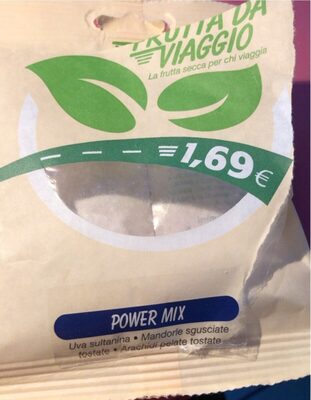 FRUTTA DA
VIAGGIO
La frutta secca per chi viaggia
1,69 €
POWER MIX
Uva sultanina • Mandorle sgusciate
tostate • Arachidi pelate tostate